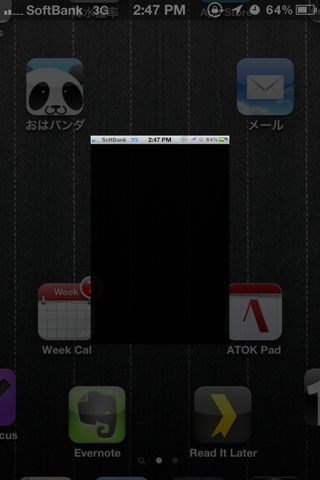 SoftBank 3G 2:47 PM 64%
おはパンダ
メール
SoftBank 3G 2:47 PM 64%
Week
Week Cal
ATOK Pad
cus
Evernote
Read It Later
1